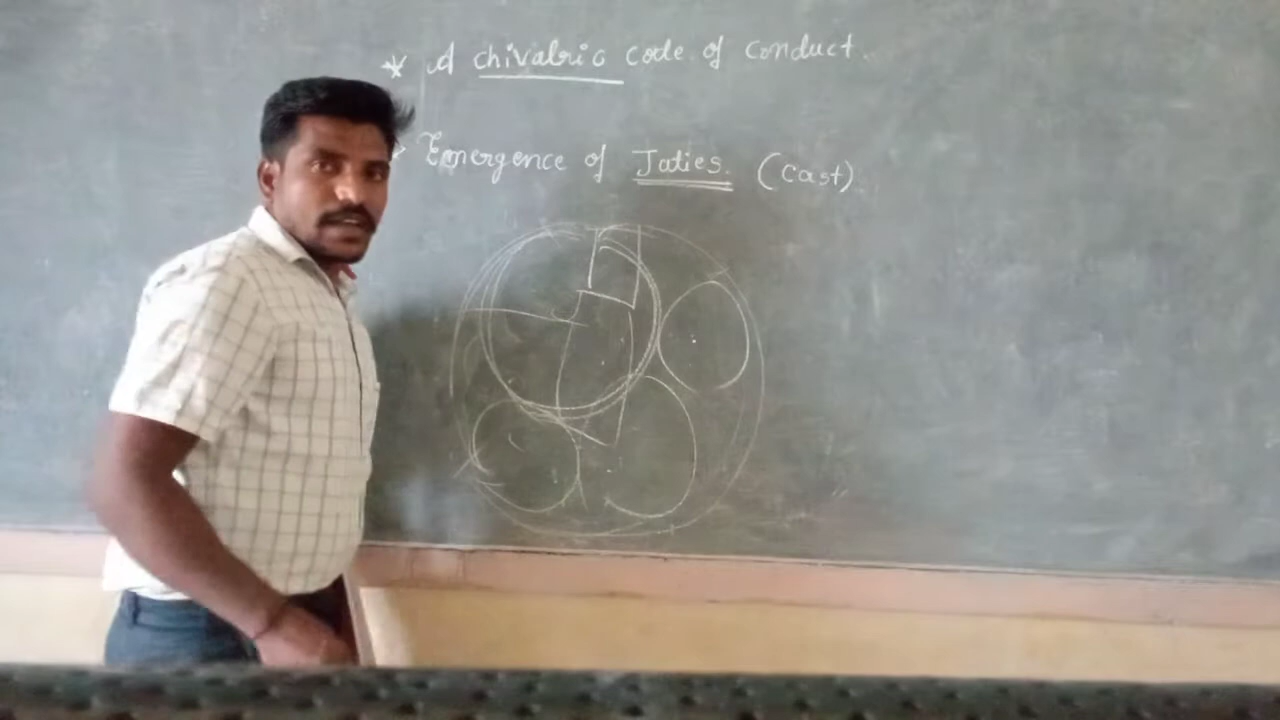 * A chivalric code of conduct.
Emergence of Jaties. (cast)